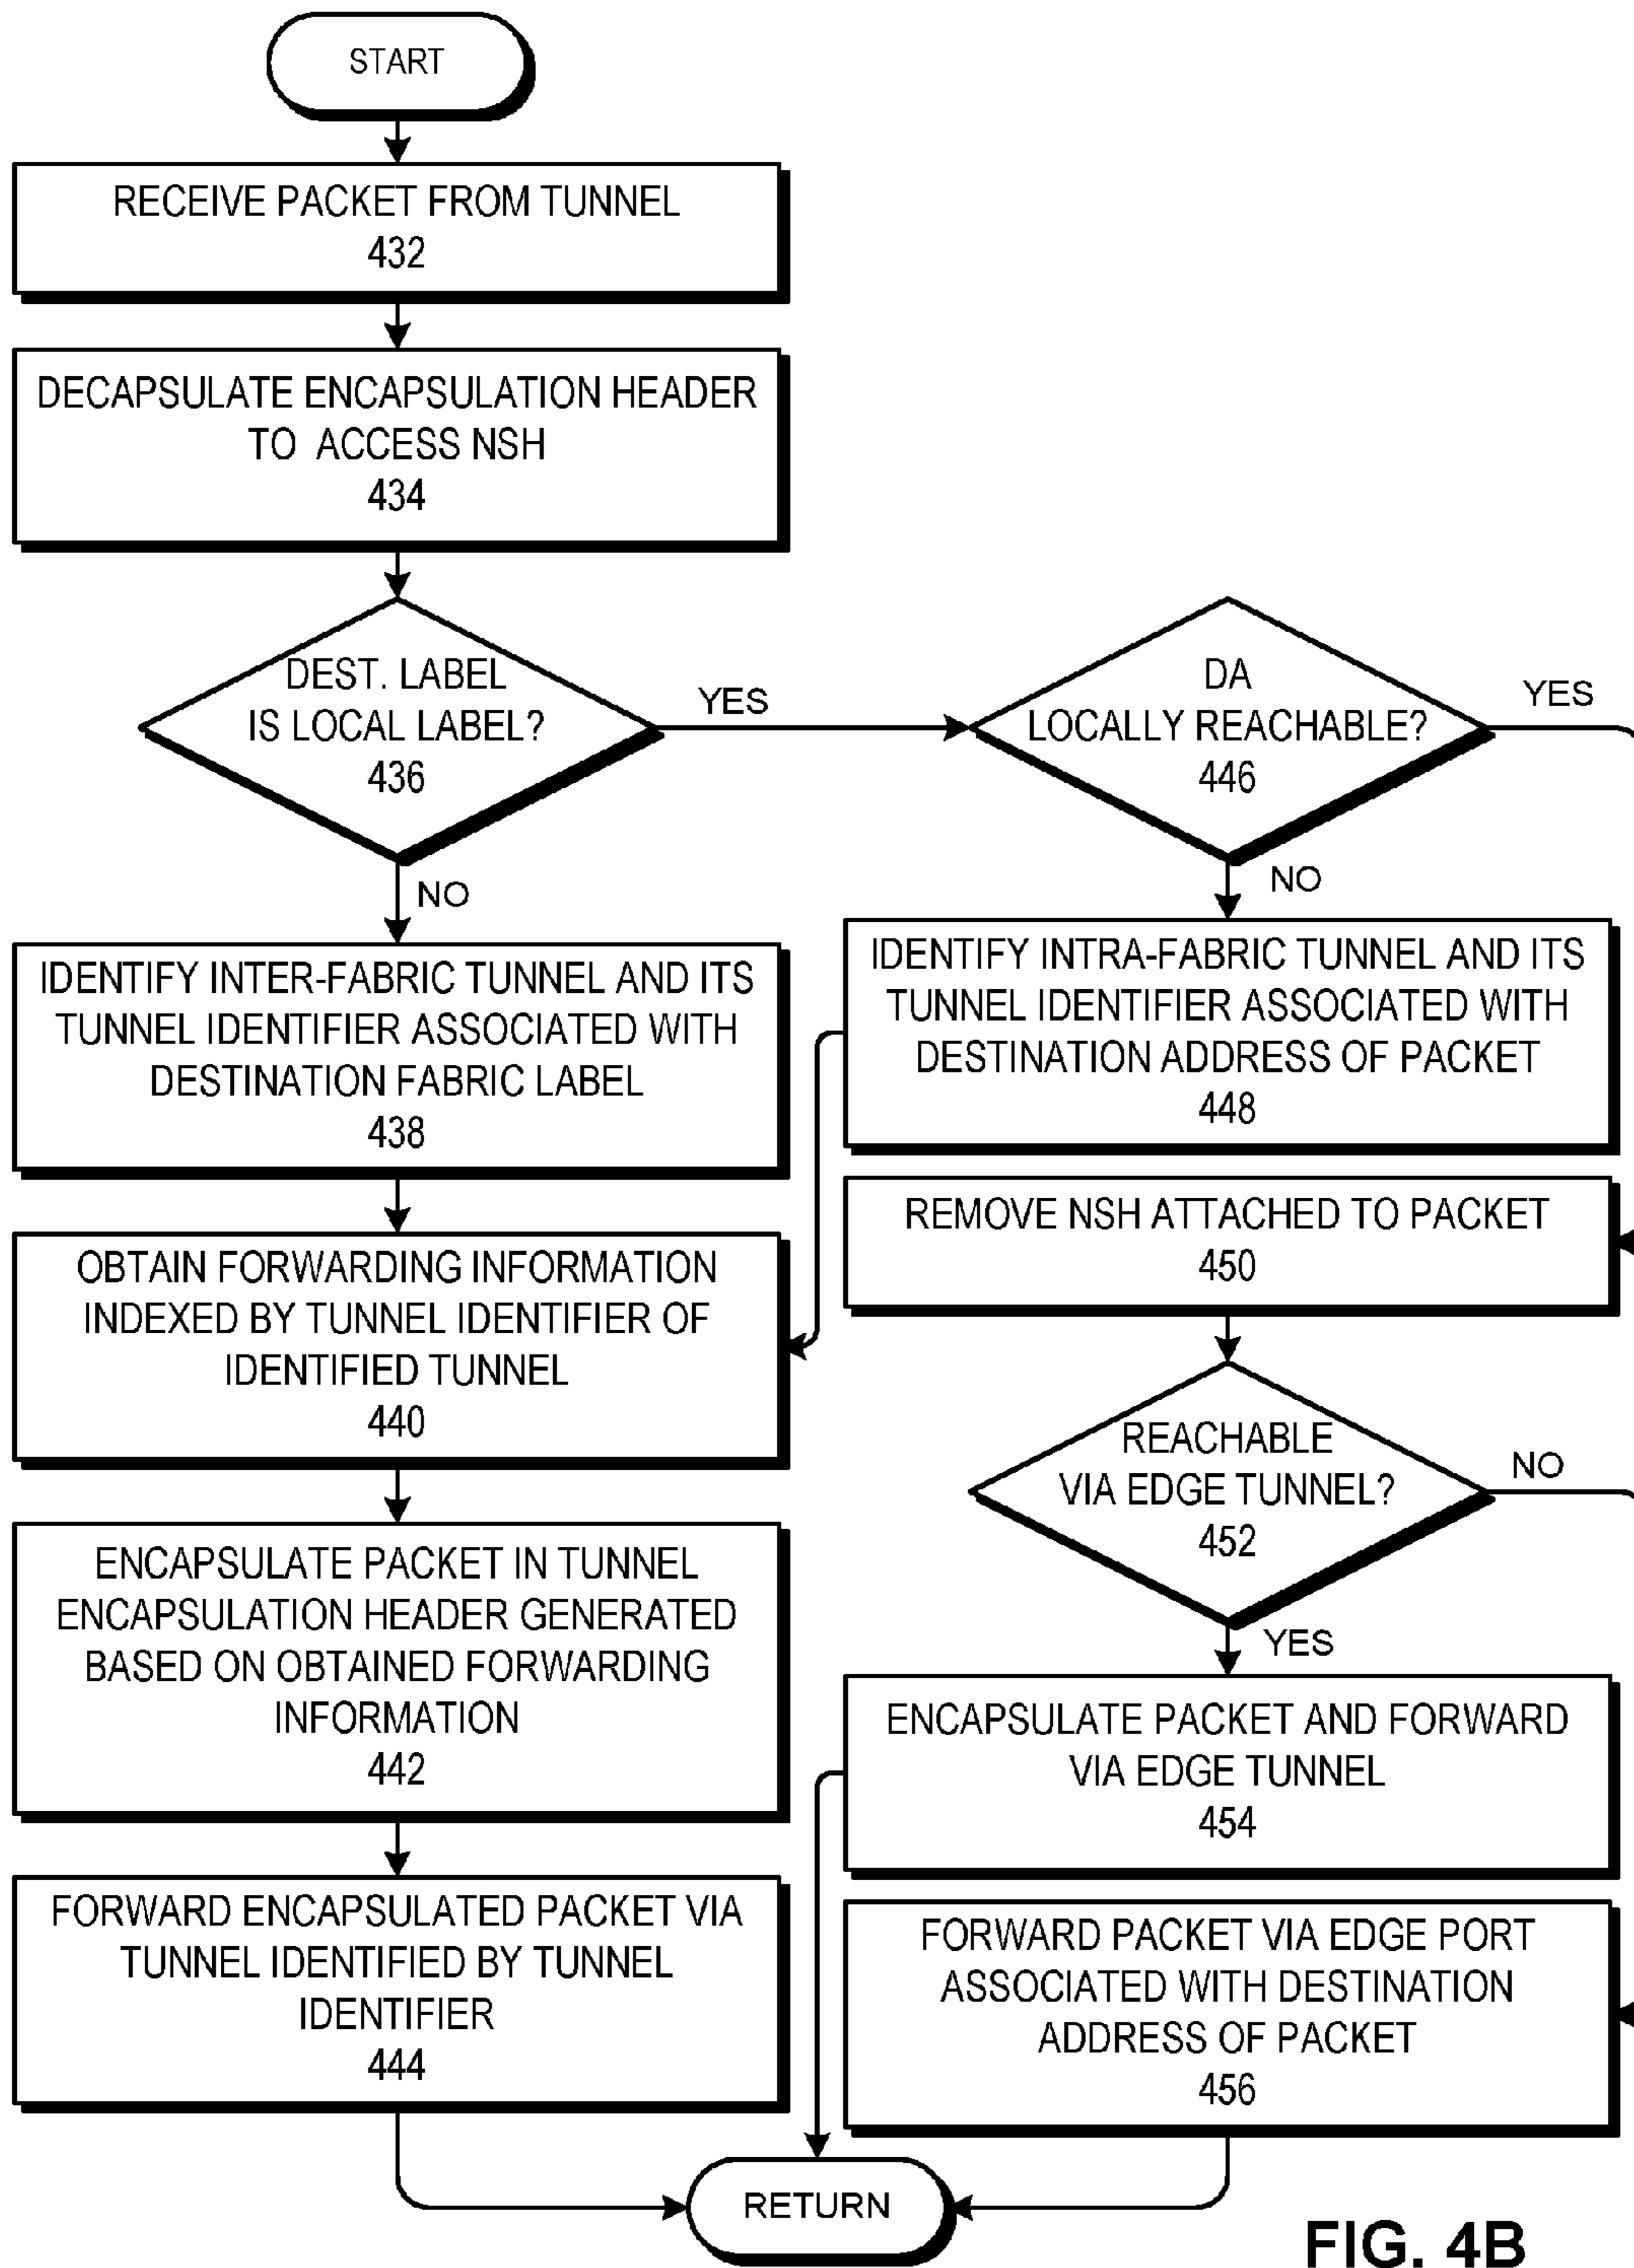 START
RECEIVE PACKET FROM TUNNEL
432
DECAPSULATE ENCAPSULATION HEADER
TO ACCESS NSH
434
DEST. LABEL
IS LOCAL LABEL?
436
YES
NO
DA
LOCALLY REACHABLE?
446
YES
NO
IDENTIFY INTER-FABRIC TUNNEL AND ITS
TUNNEL IDENTIFIER ASSOCIATED WITH
DESTINATION FABRIC LABEL
438
IDENTIFY INTRA-FABRIC TUNNEL AND ITS
TUNNEL IDENTIFIER ASSOCIATED WITH
DESTINATION ADDRESS OF PACKET
448
OBTAIN FORWARDING INFORMATION
INDEXED BY TUNNEL IDENTIFIER OF
IDENTIFIED TUNNEL
440
REMOVE NSH ATTACHED TO PACKET
450
REACHABLE
VIA EDGE TUNNEL?
452
NO
YES
ENCAPSULATE PACKET IN TUNNEL
ENCAPSULATION HEADER GENERATED
BASED ON OBTAINED FORWARDING
INFORMATION
442
ENCAPSULATE PACKET AND FORWARD
VIA EDGE TUNNEL
454
FORWARD ENCAPSULATED PACKET VIA
TUNNEL IDENTIFIED BY TUNNEL
IDENTIFIER
444
FORWARD PACKET VIA EDGE PORT
ASSOCIATED WITH DESTINATION
ADDRESS OF PACKET
456
RETURN
FIG. 4B